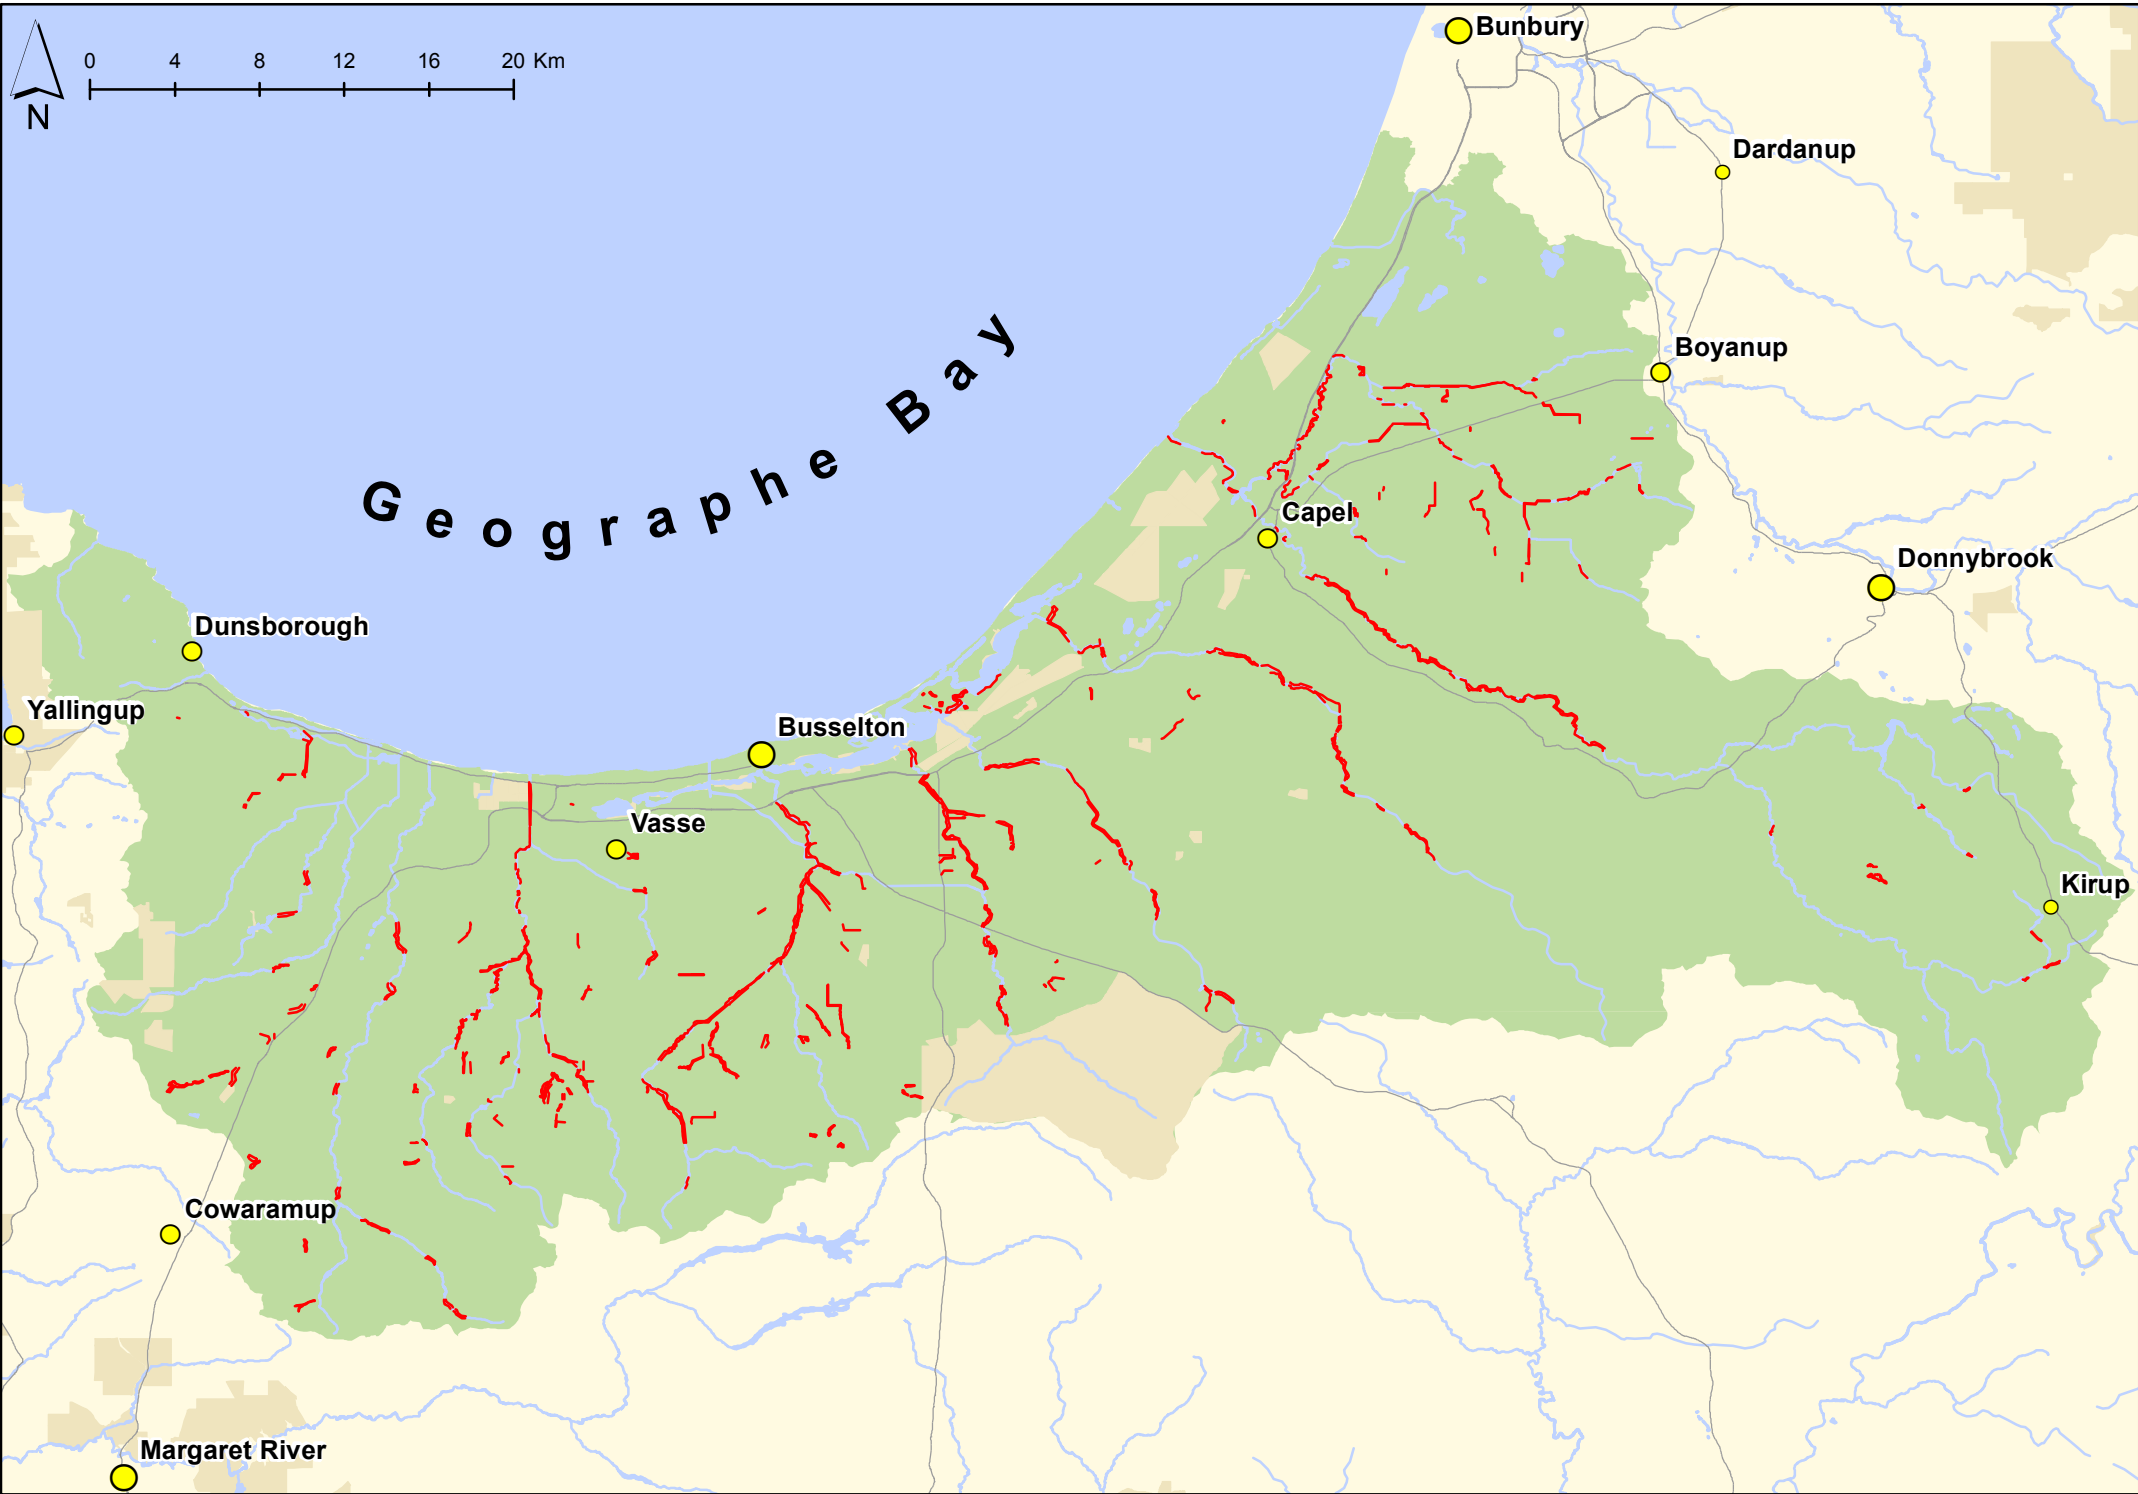 Bunbury
0 4 8 12 16 20 Km
N
Dardanup
Geographe Bay
Boyanup
Capel
Donnybrook
Dunsborough
Yallingup
Busselton
Vasse
Kirup
Cowaramup
Margaret River